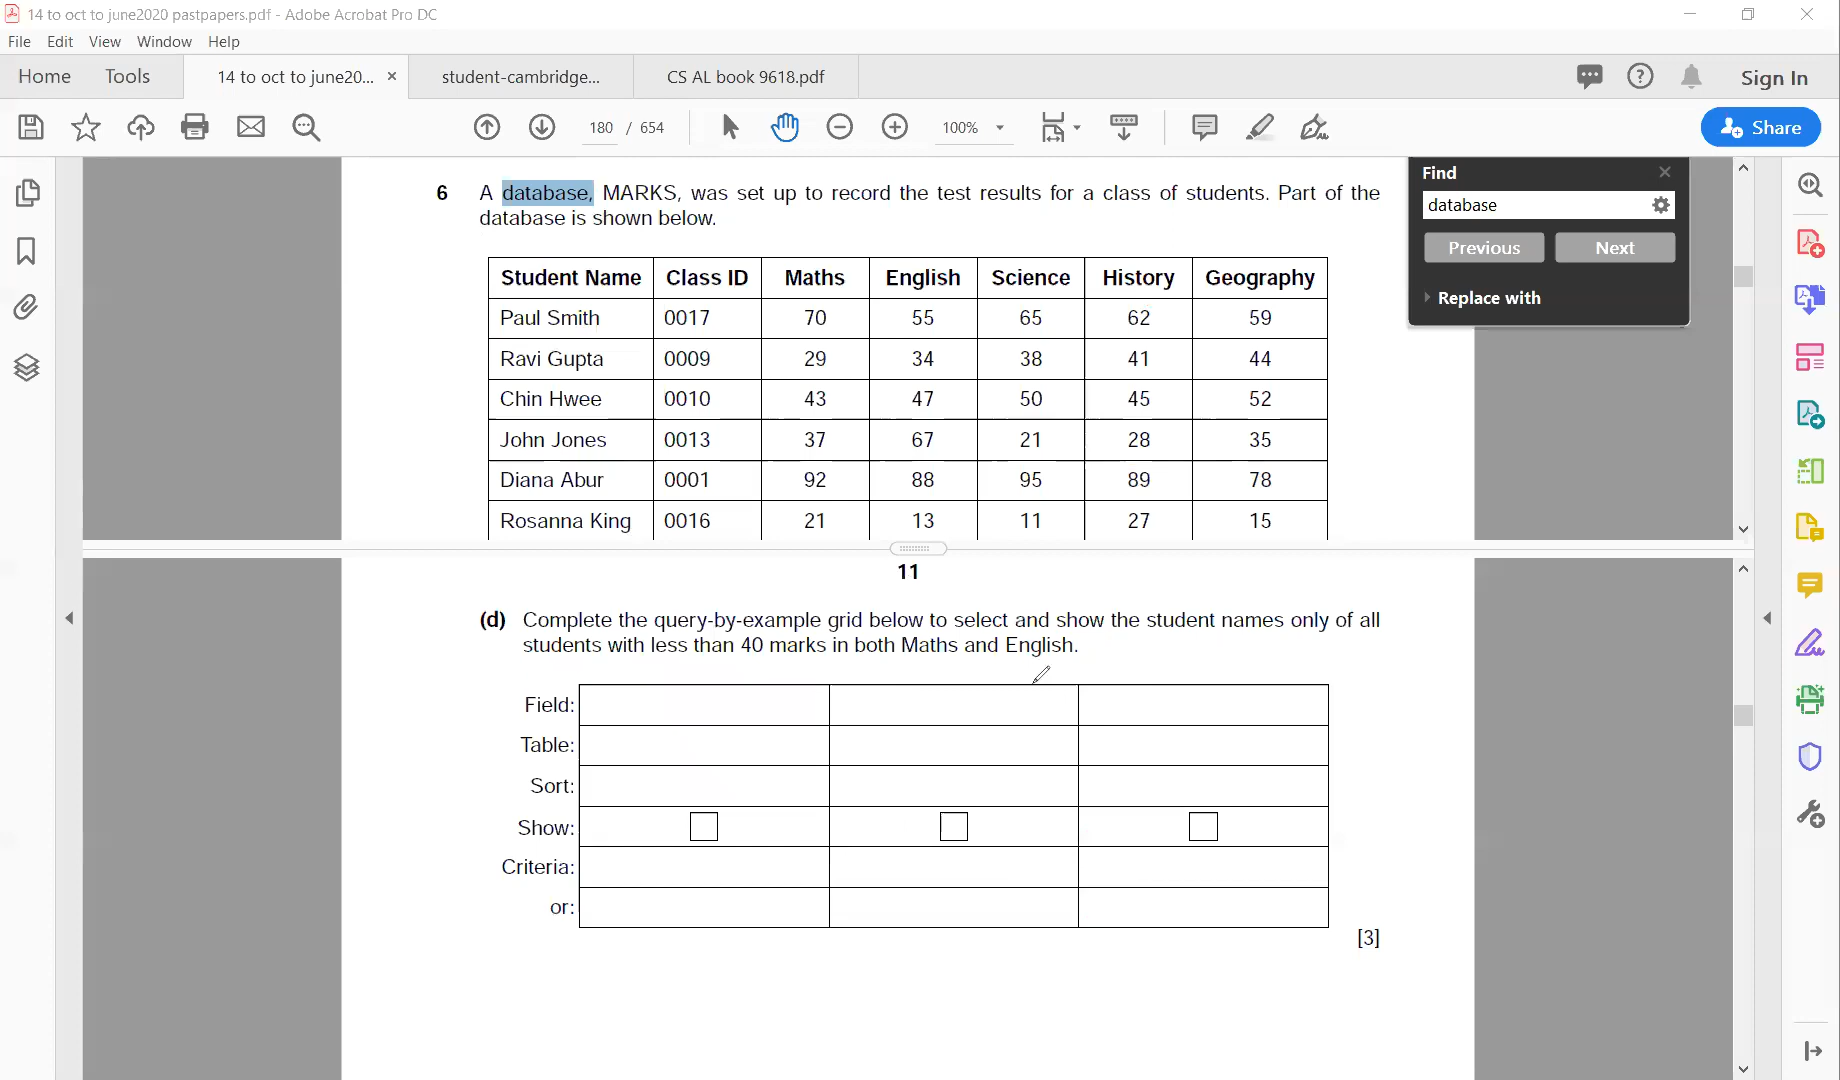 14 to oct to june2020 pastpapers.pdf - Adobe Acrobat Pro DC
File Edit View Window Help
Home Tools 14 to oct to june20... × student-cambridge... CS AL book 9618.pdf Sign In
180 / 654 100% Share
6 A database, MARKS, was set up to record the test results for a class of students. Part of the
database is shown below.
Find
database
Previous Next
Replace with
Student Name Class ID Maths English Science History Geography
Paul Smith 0017 70 55 65 62 59
Ravi Gupta 0009 29 34 38 41 44
Chin Hwee 0010 43 47 50 45 52
John Jones 0013 37 67 21 28 35
Diana Abur 0001 92 88 95 89 78
Rosanna King 0016 21 13 11 27 15
11
(d) Complete the query-by-example grid below to select and show the student names only of all
students with less than 40 marks in both Maths and English.
Field:
Table:
Sort:
Show:
Criteria:
or:
[3]